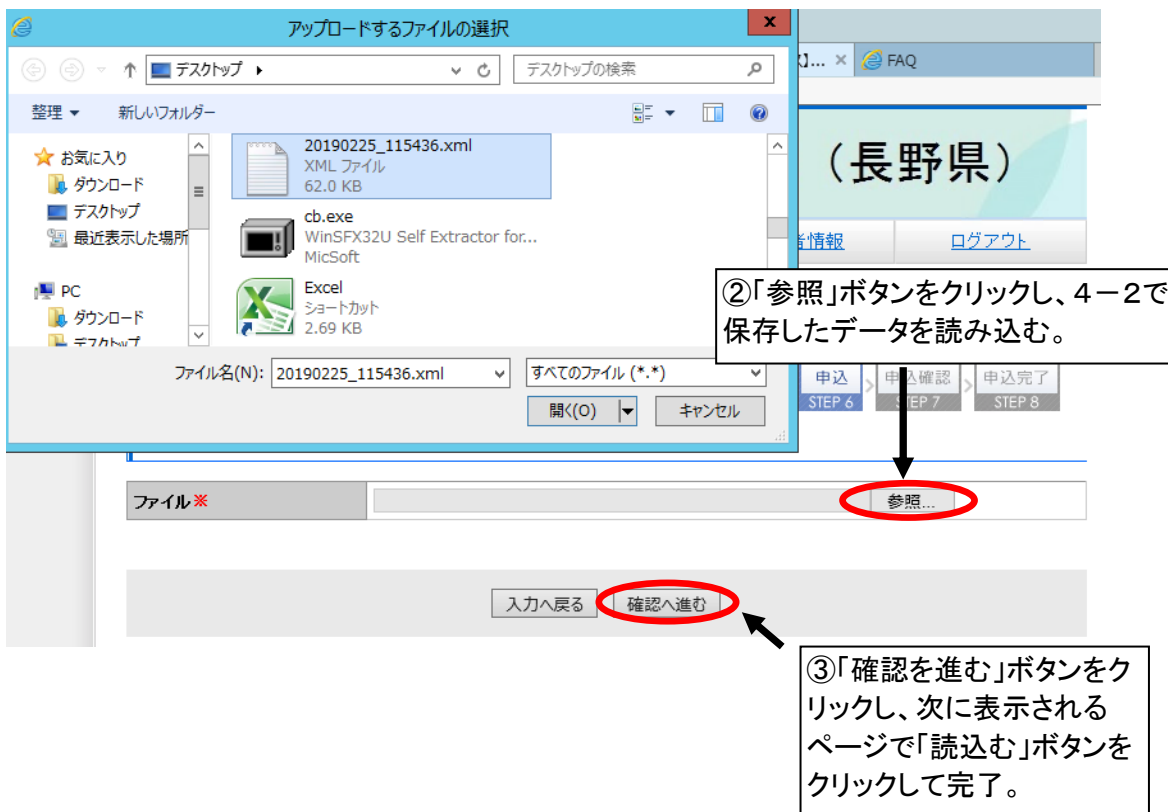 アップロードするファイルの選択
x
デスクトップ
デスクトップの検索
... × FAQ
整理
新しいフォルダー
お気に入り
ダウンロード
デスクトップ
最近表示した場所
PC
ダウンロード
デスクトップ
20190225_115436.xml
XML ファイル
62.0 KB
cb.exe
WinSFX32U Self Extractor for...
MicSoft
Excel
ショートカット
2.69 KB
ファイル名(N):
20190225_115436.xml
すべてのファイル (*.*)
開く(O)
キャンセル
(長野県)
情報
ログアウト
②「参照」ボタンをクリックし、4-2で
保存したデータを読み込む。
申込
STEP 6
申込確認
STEP 7
申込完了
STEP 8
ファイル※
参照...
入力へ戻る
確認へ進む
③「確認を進む」ボタンをク
リックし、次に表示される
ページで「読込む」ボタンを
クリックして完了。